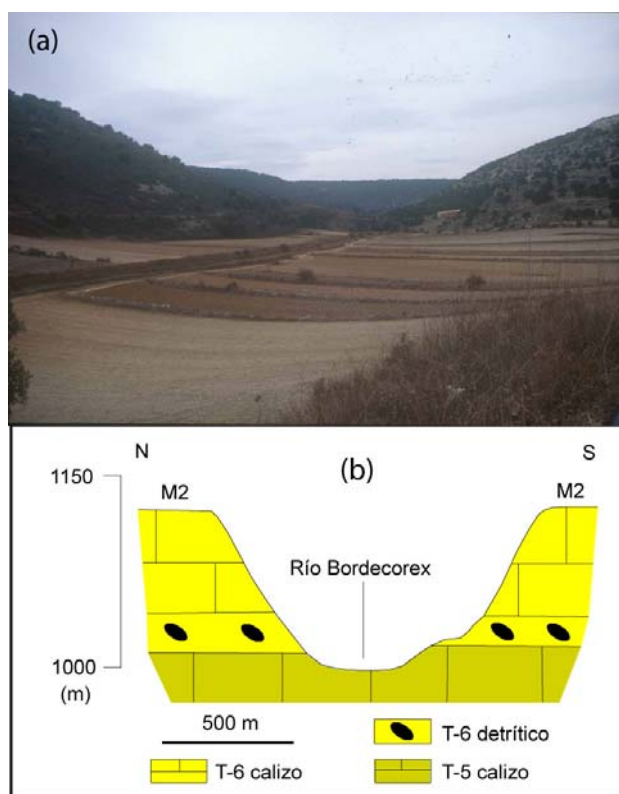 (a)
N (b) S
1150
M2 M2
Río Bordecorex
1000
(m)
500 m
T-6 detrítico
T-6 calizo
T-5 calizo